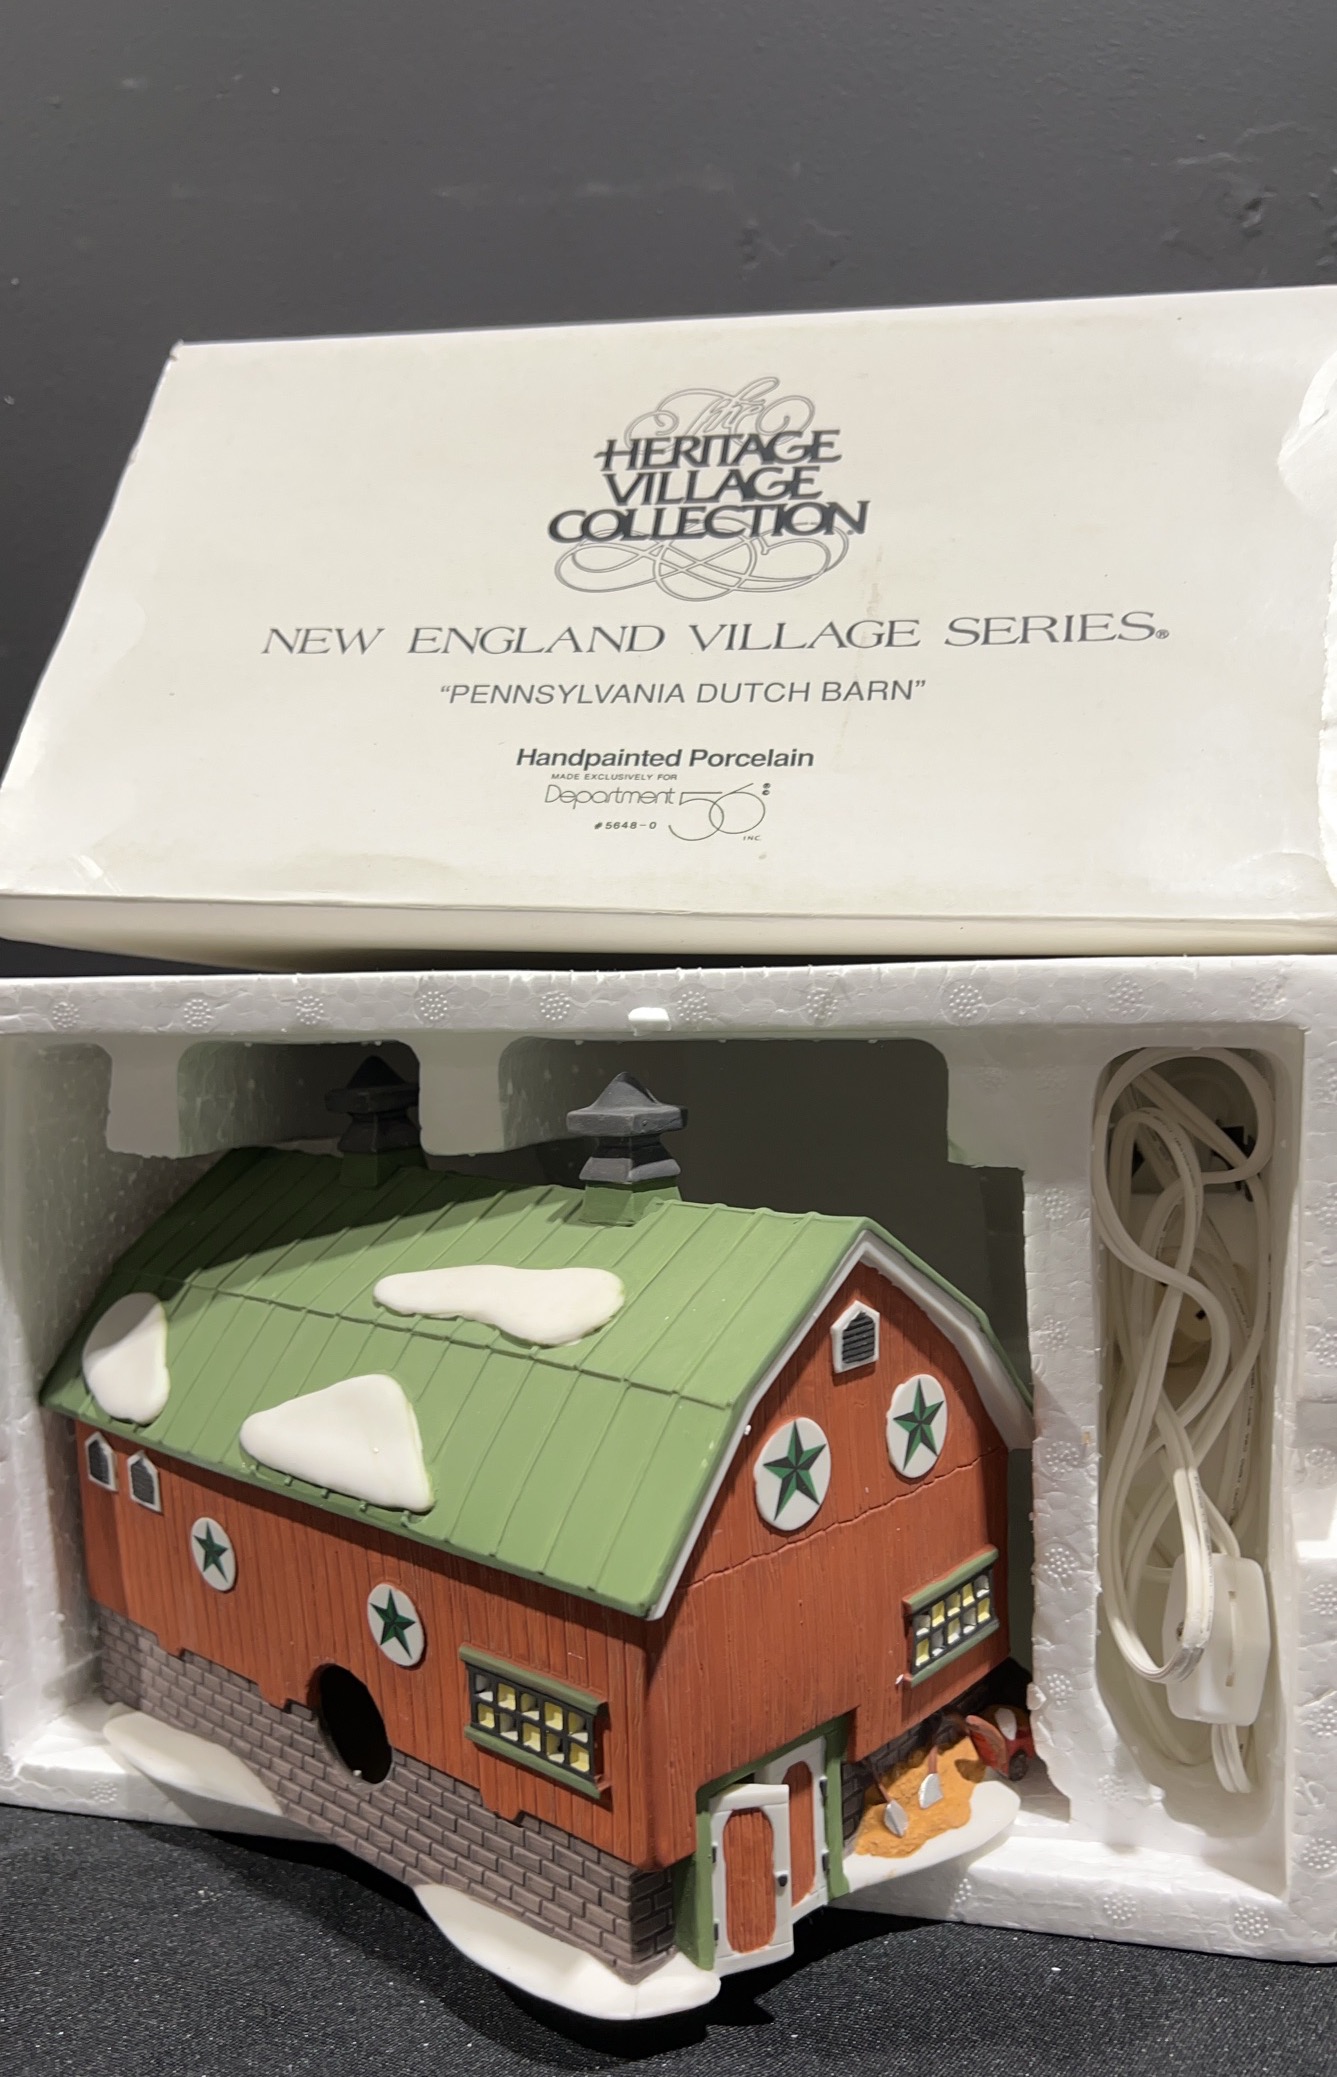 The
HERITAGE
VILLAGE
COLLECTION
NEW ENGLAND VILLAGE SERIES®
“PENNSYLVANIA DUTCH BARN”
Handpainted Porcelain
MADE EXCLUSIVELY FOR
Department 56®
#5648-0
INC.